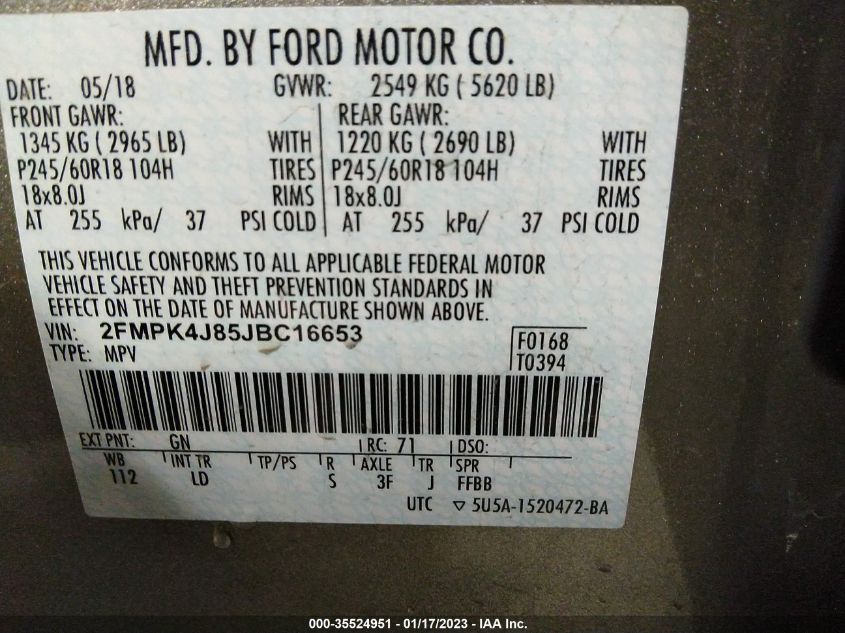 MFD. BY FORD MOTOR CO.
DATE: 05/18 GVWR: 2549 KG ( 5620 LB)
FRONT GAWR: REAR GAWR:
1345 KG ( 2965 LB) WITH 1220 KG ( 2690 LB) WITH
P245/60R18 104H TIRES P245/60R18 104H TIRES
18x8.0J RIMS 18x8.0J RIMS
AT 255 kPa/ 37 PSI COLD AT 255 kPa/ 37 PSI COLD
THIS VEHICLE CONFORMS TO ALL APPLICABLE FEDERAL MOTOR
VEHICLE SAFETY AND THEFT PREVENTION STANDARDS IN
EFFECT ON THE DATE OF MANUFACTURE SHOWN ABOVE.
VIN: 2FMPK4J85JBC16653 F0168
TYPE: MPV T0394
EXT PNT: GN RC: 71 DSO:
WB INT TR TP/PS R AXLE TR SPR
112 LD S 3F J FFBB
UTC ▽ 5U5A-1520472-BA
000-35524951 — 01/17/2023 — IAA Inc.